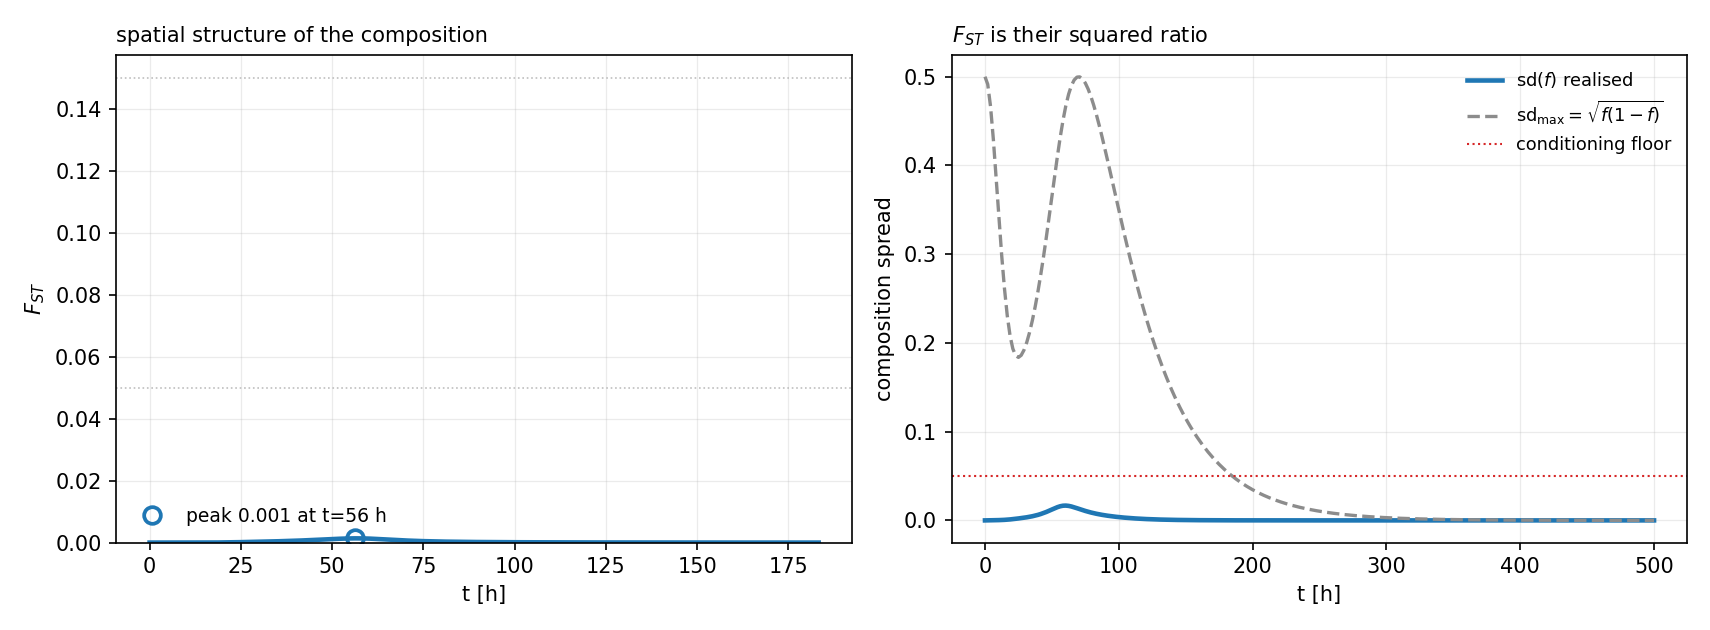 spatial structure of the composition
F_ST
0.14
0.12
0.10
0.08
0.06
0.04
0.02
0.00
peak 0.001 at t=56 h
0 25 50 75 100 125 150 175
t [h]
F_ST is their squared ratio
composition spread
0.5
0.4
0.3
0.2
0.1
0.0
sd(f) realised
sd_max = √f(1 − f)
conditioning floor
0 100 200 300 400 500
t [h]